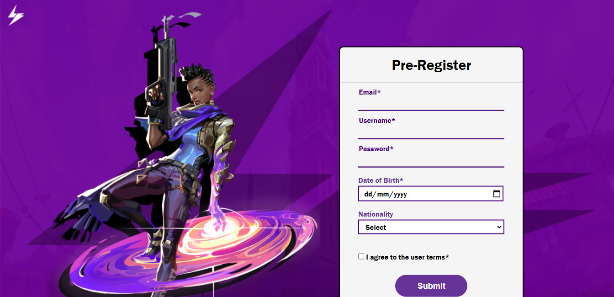 Pre-Register
Email*
Username*
Password*
Date of Birth*
dd/mm/yyyy
Nationality
Select
I agree to the user terms*
Submit